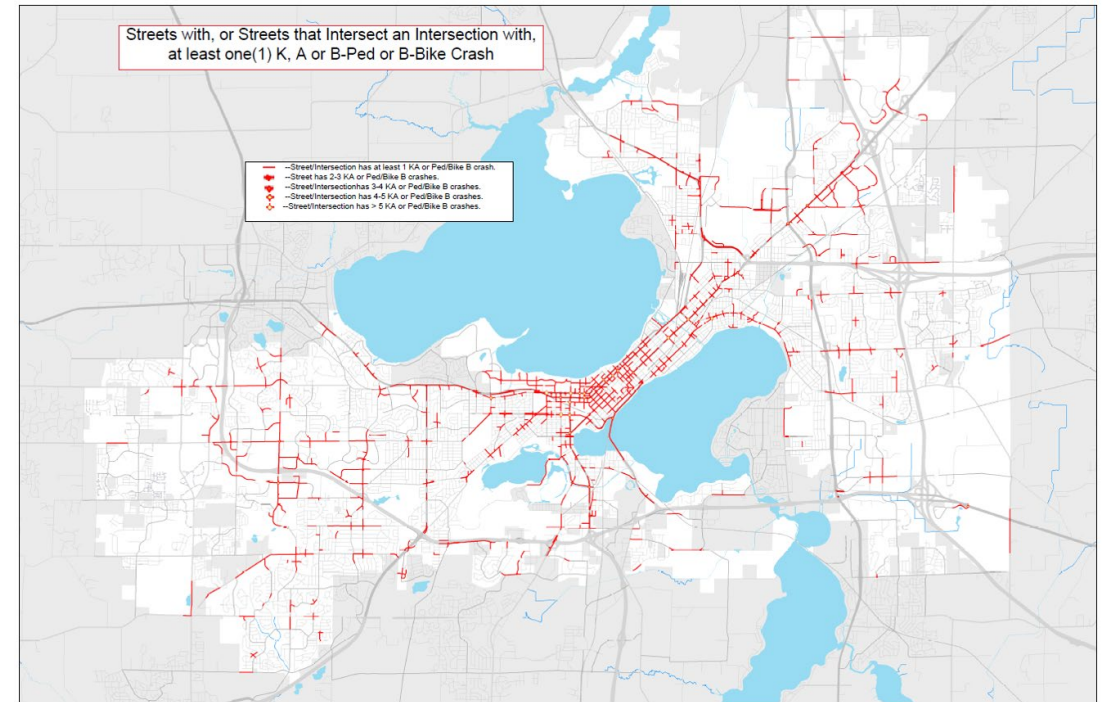 Streets with, or Streets that Intersect an Intersection with,
at least one(1) K, A or B-Ped or B-Bike Crash
--Street/Intersection has at least 1 KA or Ped/Bike B crash.
--Street has 2-3 KA or Ped/Bike B crashes.
--Street/Intersectionhas 3-4 KA or Ped/Bike B crashes.
--Street/Intersection has 4-5 KA or Ped/Bike B crashes.
--Street/Intersection has > 5 KA or Ped/Bike B crashes.